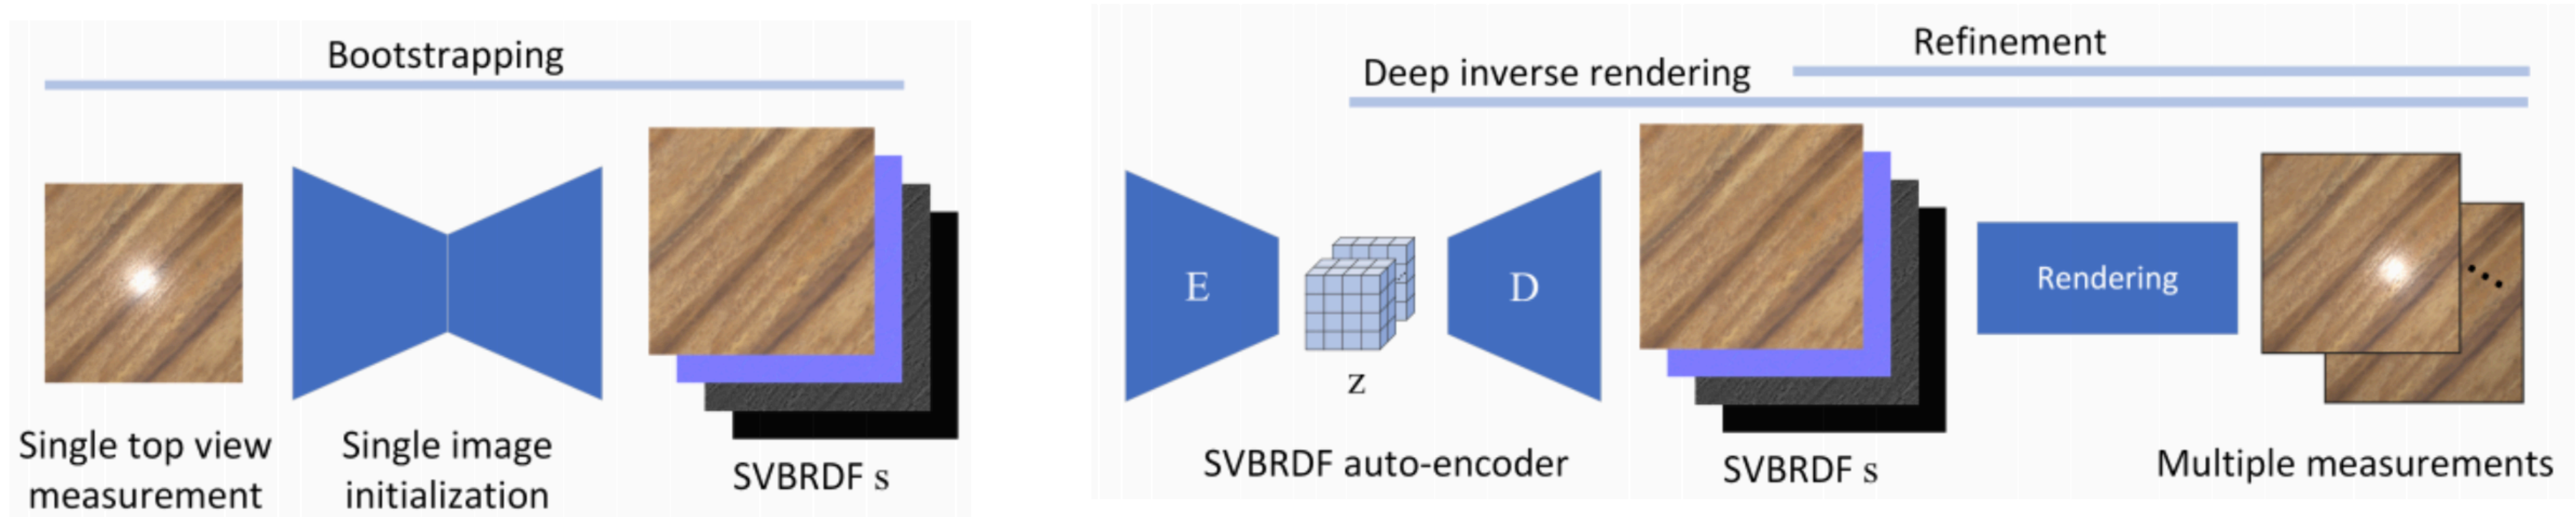 Bootstrapping
Single top view
measurement
Single image
initialization
SVBRDF s
Refinement
Deep inverse rendering
E
z
D
Rendering
SVBRDF auto-encoder
SVBRDF s
Multiple measurements